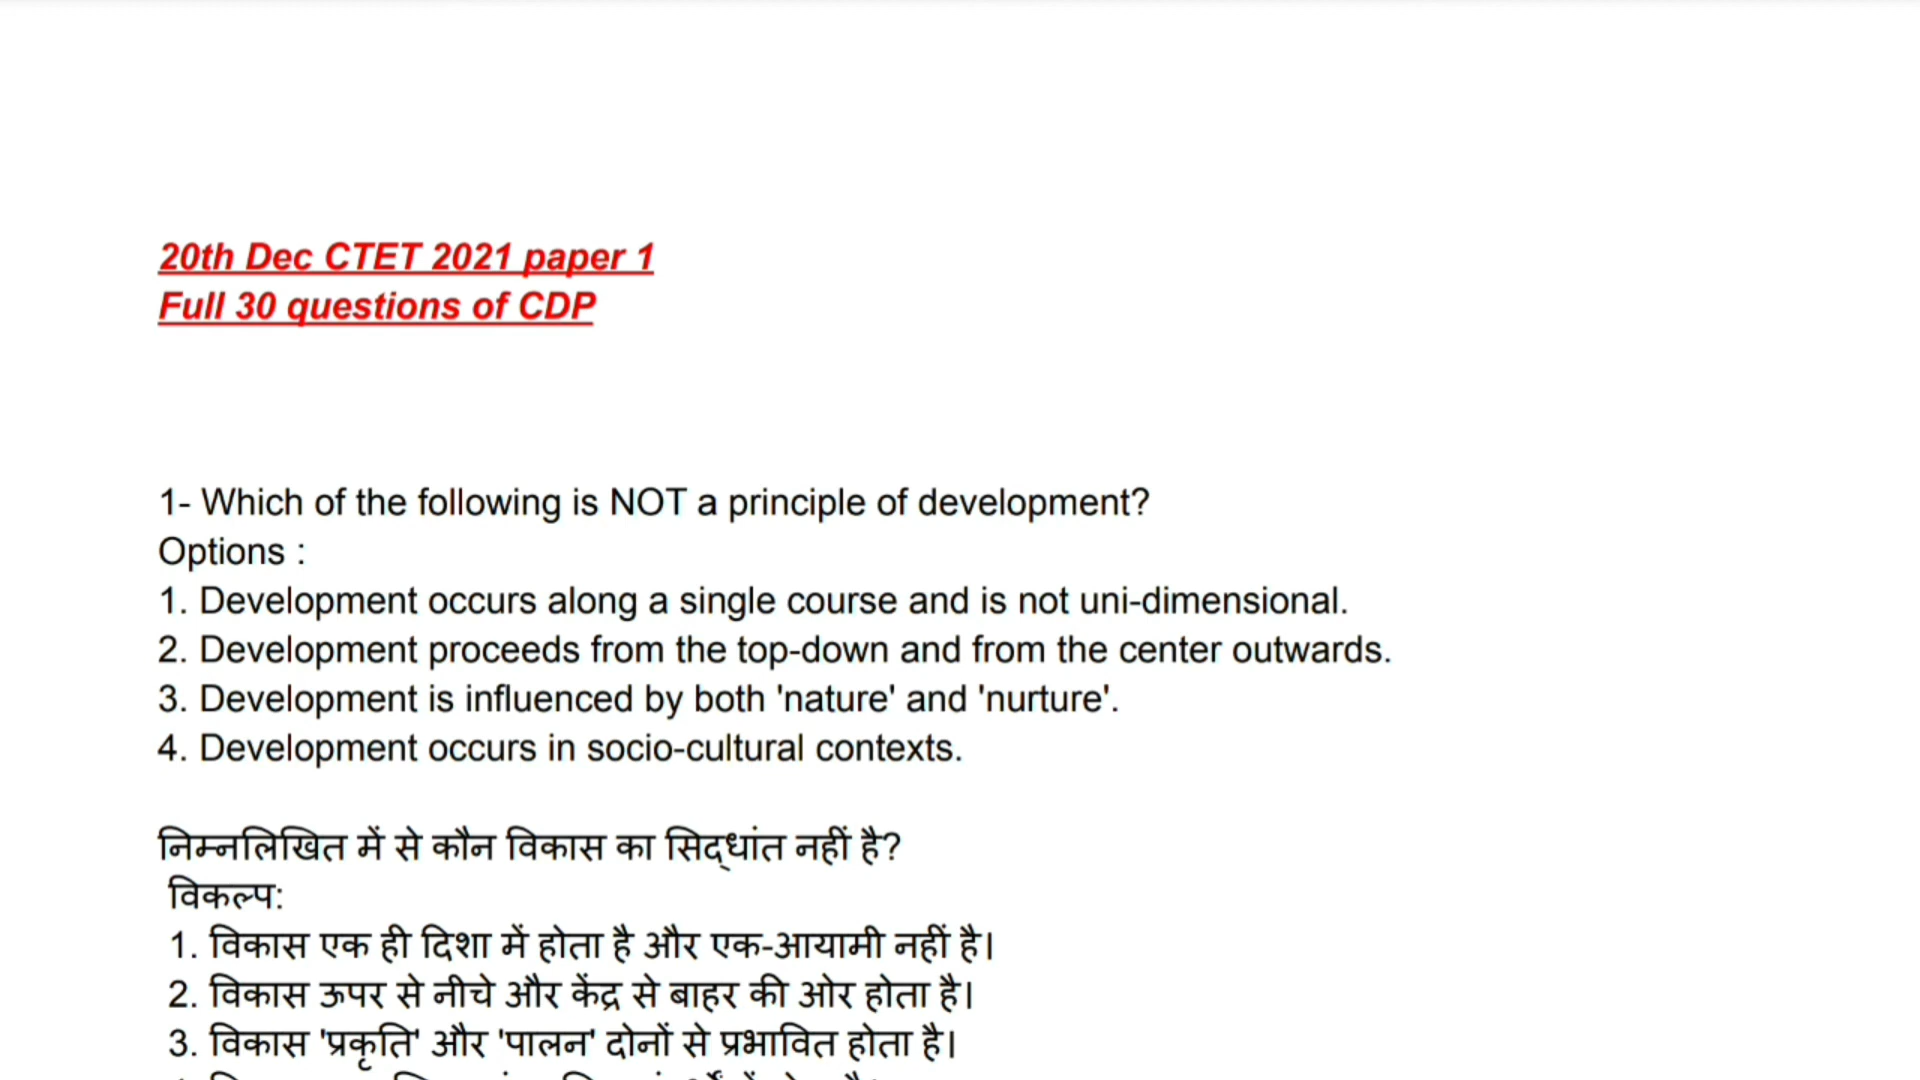 20th Dec CTET 2021 paper 1
Full 30 questions of CDP
1- Which of the following is NOT a principle of development?
Options :
1. Development occurs along a single course and is not uni-dimensional.
2. Development proceeds from the top-down and from the center outwards.
3. Development is influenced by both 'nature' and 'nurture'.
4. Development occurs in socio-cultural contexts.
निम्नलिखित में से कौन विकास का सिद्धांत नहीं है?
विकल्प:
1. विकास एक ही दिशा में होता है और एक-आयामी नहीं है।
2. विकास ऊपर से नीचे और केंद्र से बाहर की ओर होता है।
3. विकास 'प्रकृति' और 'पालन' दोनों से प्रभावित होता है।